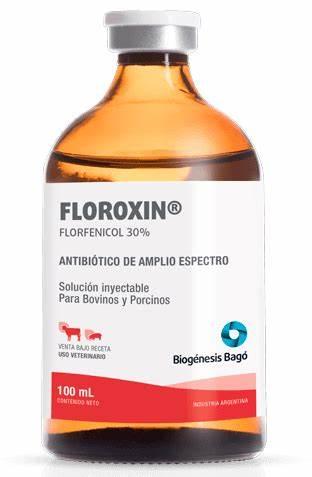 FLOROXIN®
FLORFENICOL 30%
ANTIBIÓTICO DE AMPLIO ESPECTRO
Solución inyectable
Para Bovinos y Porcinos
VENTA BAJO RECETA
USO VETERINARIO
Biogénesis Bagó
100 mL
CONTENIDO NETO
INDUSTRIA ARGENTINA